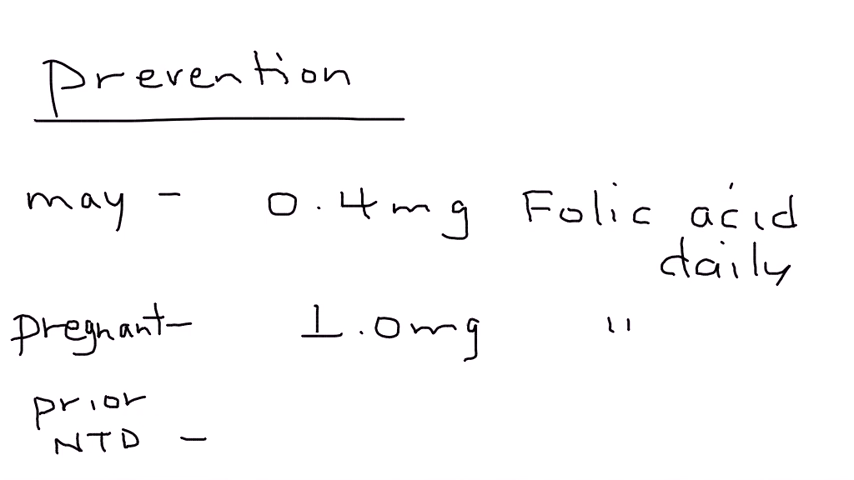 Prevention
may - 0.4mg Folic acid
daily
pregnant- 1.0mg "
prior
NTD -